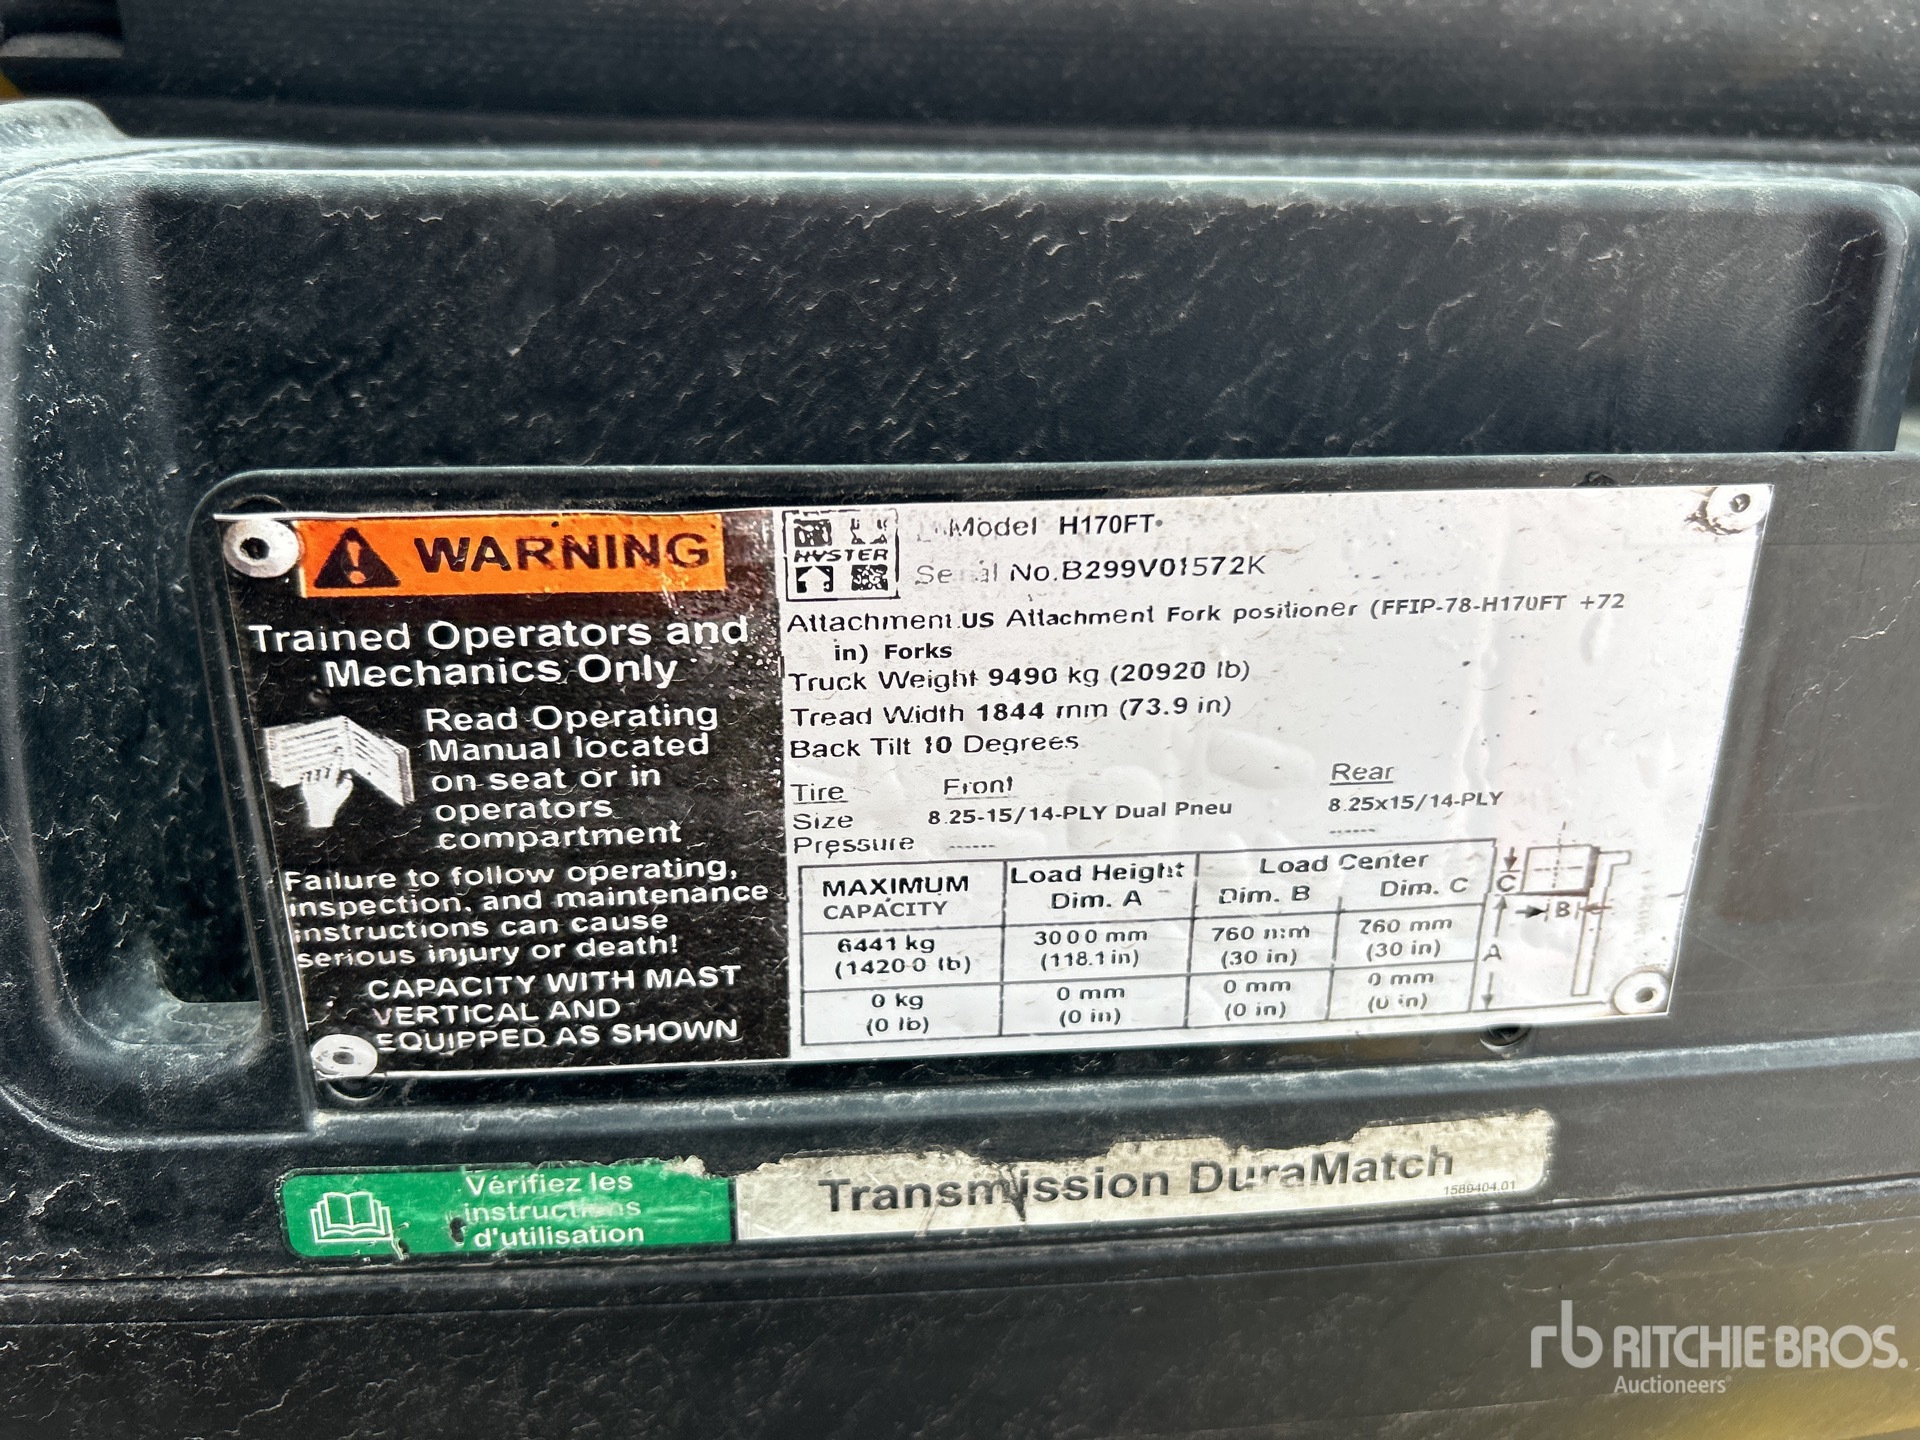 WARNING
Trained Operators and
Mechanics Only
Read Operating
Manual located
on seat or in
operators
compartment
Failure to follow operating,
inspection, and maintenance
instructions can cause
serious injury or death!
CAPACITY WITH MAST
VERTICAL AND
EQUIPPED AS SHOWN
HYSTER
Model H170FT
Serial No. B299V01572K
Attachment US Attachment Fork positioner (FFIP-78-H170FT +72
in) Forks
Truck Weight 9490 kg (20920 lb)
Tread Width 1844 mm (73.9 in)
Back Tilt 10 Degrees
Tire Front Rear
Size 8.25-15/14-PLY Dual Pneu 8.25x15/14-PLY
Pressure ------ ------
MAXIMUM CAPACITY Load Height Dim. A Load Center Dim. B Dim. C
6441 kg 3000 mm 760 mm 760 mm
(14200 lb) (118.1 in) (30 in) (30 in)
0 kg 0 mm 0 mm 0 mm
(0 lb) (0 in) (0 in) (0 in)
C
B
A
Vérifiez les
instructions
d'utilisation
Transmission DuraMatch
1589404.01
rb RITCHIE BROS.
Auctioneers